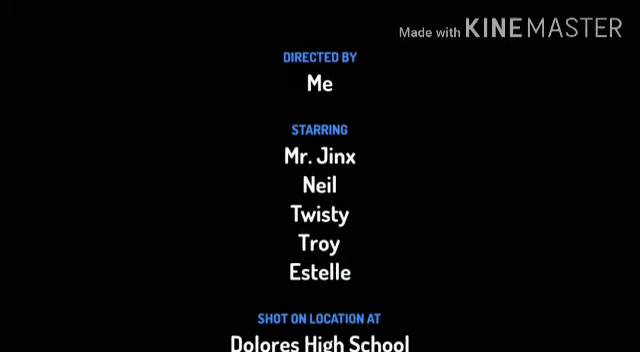 Made with KINEMASTER
DIRECTED BY
Me
STARRING
Mr. Jinx
Neil
Twisty
Troy
Estelle
SHOT ON LOCATION AT
Dolores High School